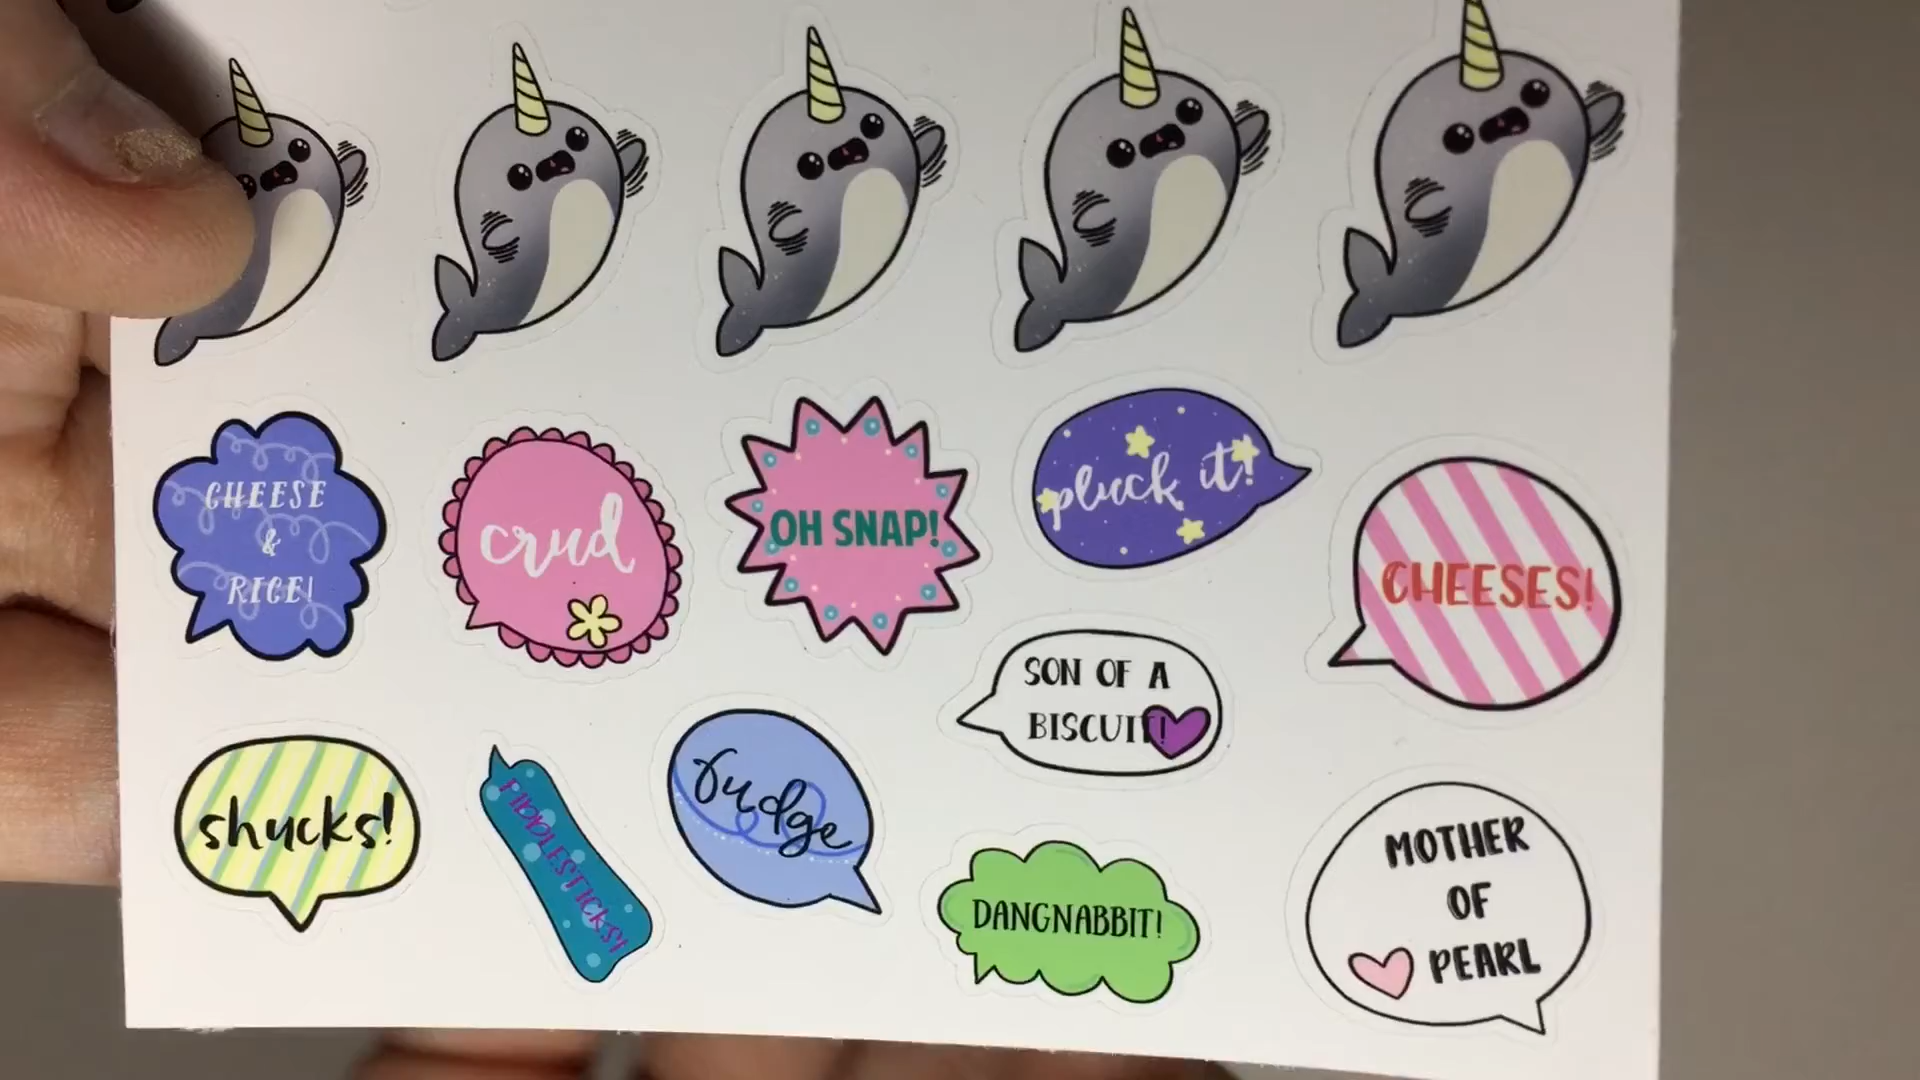 CHEESE
&
RICE!
crud
OH SNAP!
pluck it!
CHEESES!
SON OF A
BISCUIT!
shucks!
FIDDLESTICKS!
fudge
DANGNABBIT!
MOTHER
OF
PEARL